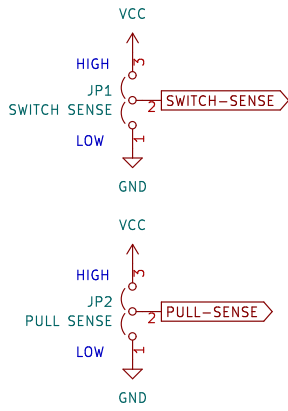 VCC
HIGH
3
JP1
SWITCH SENSE
2
SWITCH-SENSE
LOW
1
GND
VCC
HIGH
3
JP2
PULL SENSE
2
PULL-SENSE
LOW
1
GND